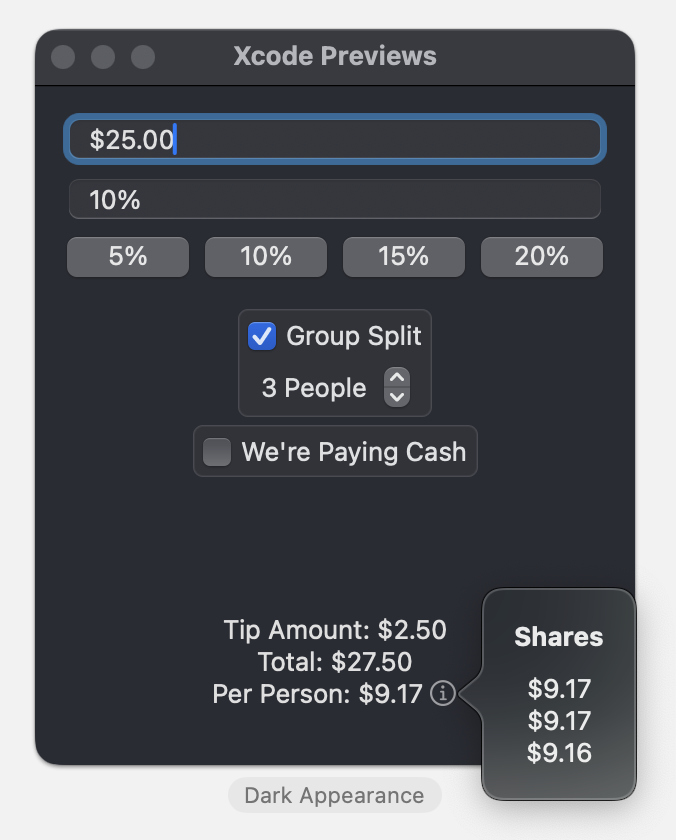 Xcode Previews
$25.00
10%
5% 10% 15% 20%
Group Split
3 People
We're Paying Cash
Tip Amount: $2.50
Total: $27.50
Per Person: $9.17
Shares
$9.17
$9.17
$9.16
Dark Appearance